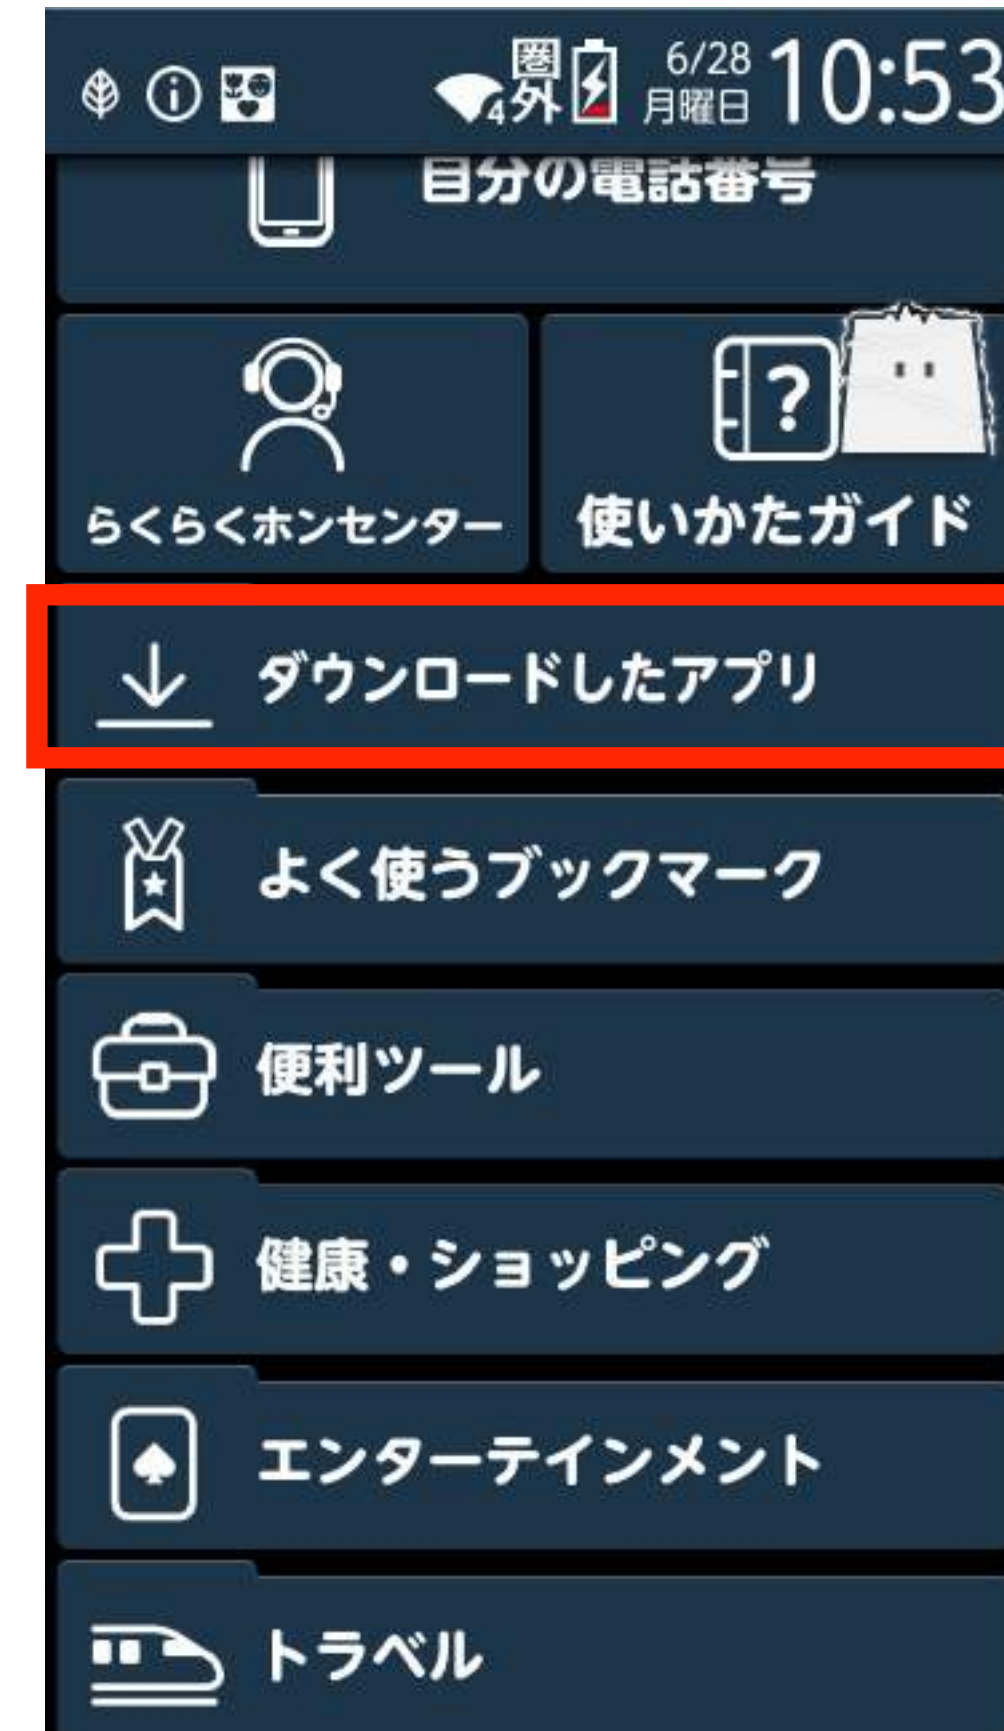 圏外 6/28 月曜日 10:53
4
自分の電話番号
?
らくらくホンセンター 使いかたガイド
ダウンロードしたアプリ
よく使うブックマーク
便利ツール
健康・ショッピング
エンターテインメント
トラベル